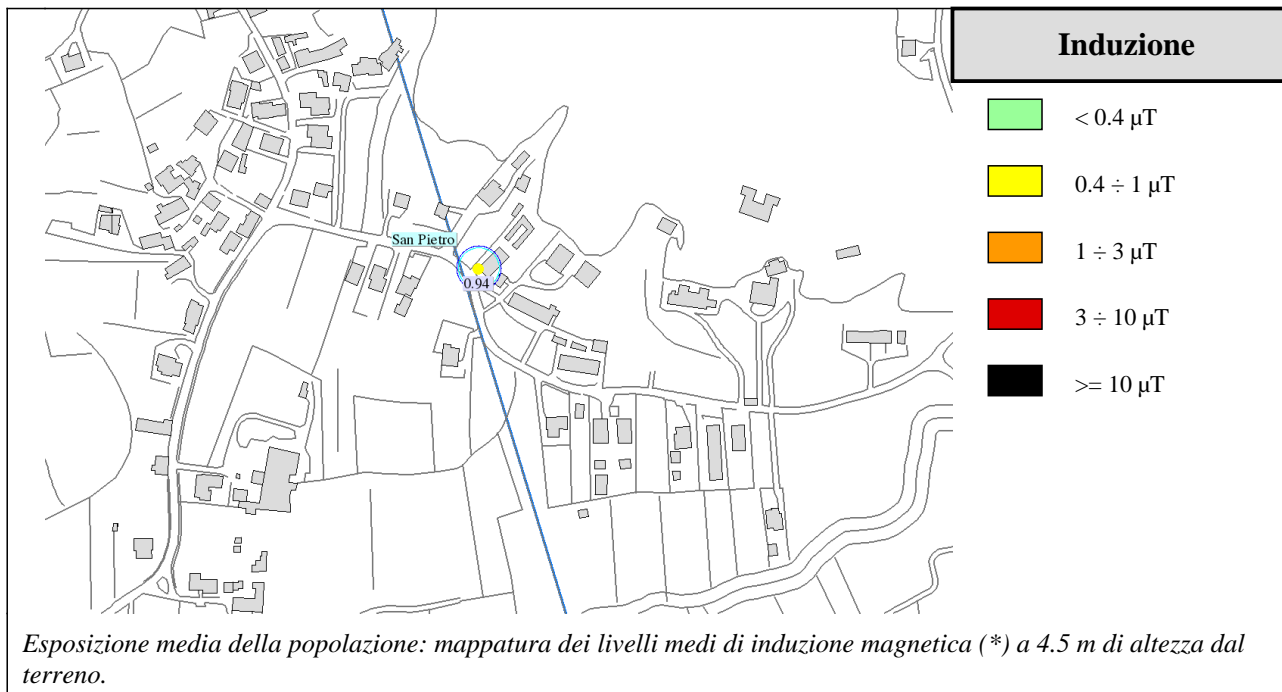 Induzione
< 0.4 µT
0.4 ÷ 1 µT
1 ÷ 3 µT
3 ÷ 10 µT
>= 10 µT
San Pietro
0.94
Esposizione media della popolazione: mappatura dei livelli medi di induzione magnetica (*) a 4.5 m di altezza dal
terreno.